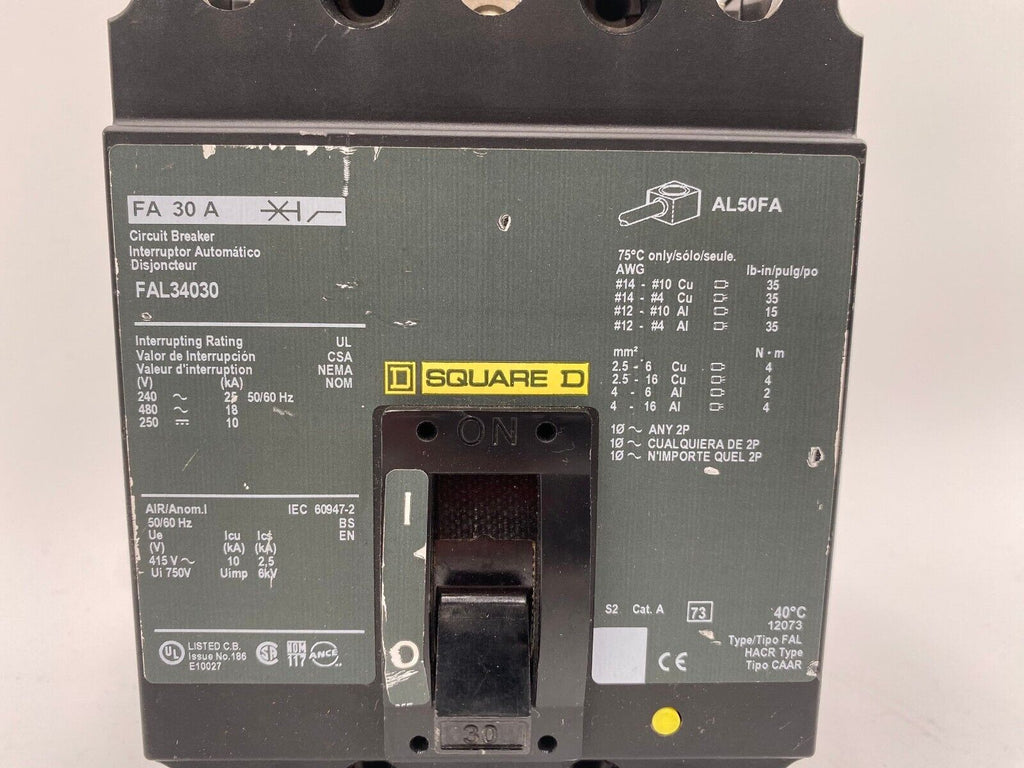 FA 30 A
Circuit Breaker
Interruptor Automático
Disjoncteur
FAL34030
Interrupting Rating UL
Valor de Interrupción CSA
Valeur d'interruption NEMA
(V) (kA) NOM
240 ~ 25 50/60 Hz
480 ~ 18
250 ⎓ 10
AIR/Anom.I IEC 60947-2
50/60 Hz BS
Ue Icu Ics EN
(V) (kA) (kA)
415 V ~ 10 2,5
Ui 750V Uimp 6kV
UL
LISTED C.B.
Issue No.186
E10027
117
ANCE
D SQUARE D
ON
I
O
30
AL50FA
75°C only/sólo/seule.
AWG lb-in/pulg/po
#14 - #10 Cu 35
#14 - #4 Cu 35
#12 - #10 Al 15
#12 - #4 Al 35
mm² N·m
2.5 - 6 Cu 4
2.5 - 16 Cu 4
4 - 6 Al 2
4 - 16 Al 4
1Ø ~ ANY 2P
1Ø ~ CUALQUIERA DE 2P
1Ø ~ N'IMPORTE QUEL 2P
S2 Cat. A 73 40°C
12073
Type/Tipo FAL
HACR Type
Tipo CAAR
CE